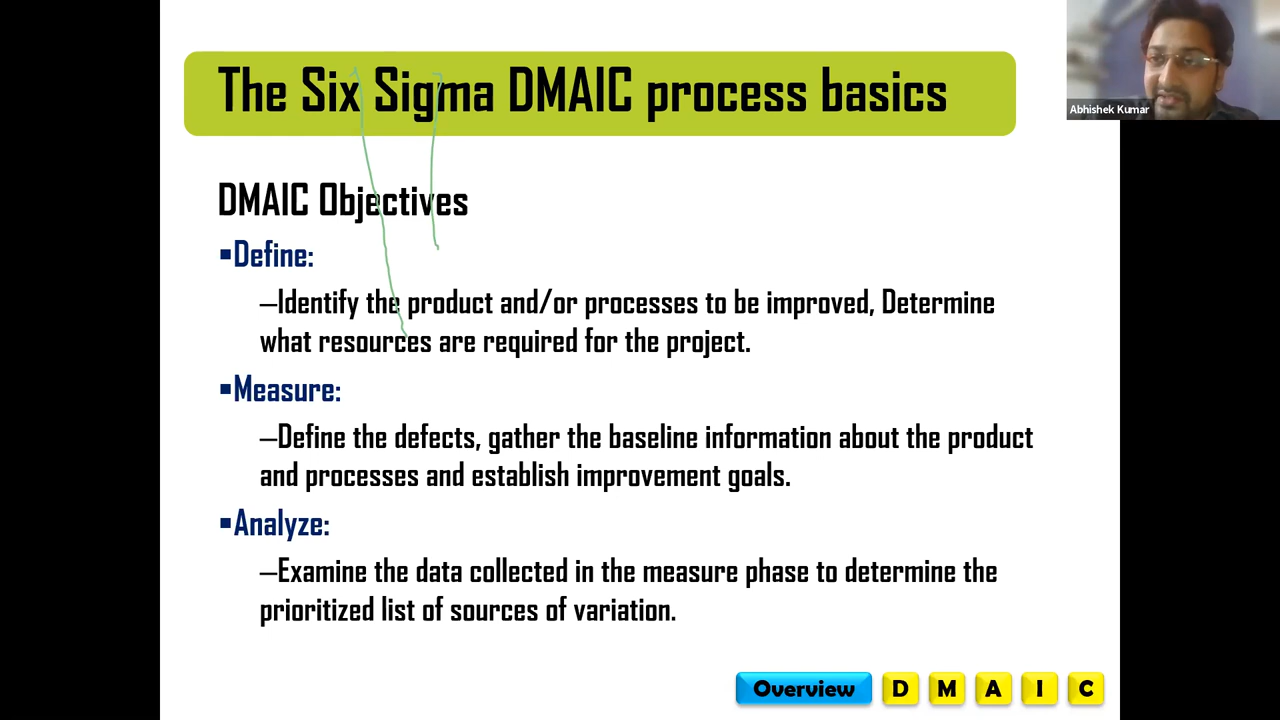 The Six Sigma DMAIC process basics
Abhishek Kumar
DMAIC Objectives
▪Define:
–Identify the product and/or processes to be improved, Determine
what resources are required for the project.
▪Measure:
–Define the defects, gather the baseline information about the product
and processes and establish improvement goals.
▪Analyze:
–Examine the data collected in the measure phase to determine the
prioritized list of sources of variation.
Overview D M A I C